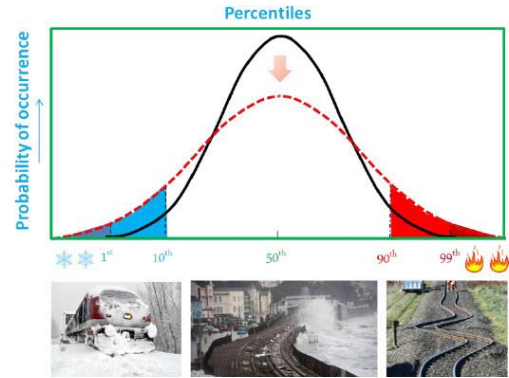 Percentiles
Probability of occurrence
1st 10th 50th 90th 99th